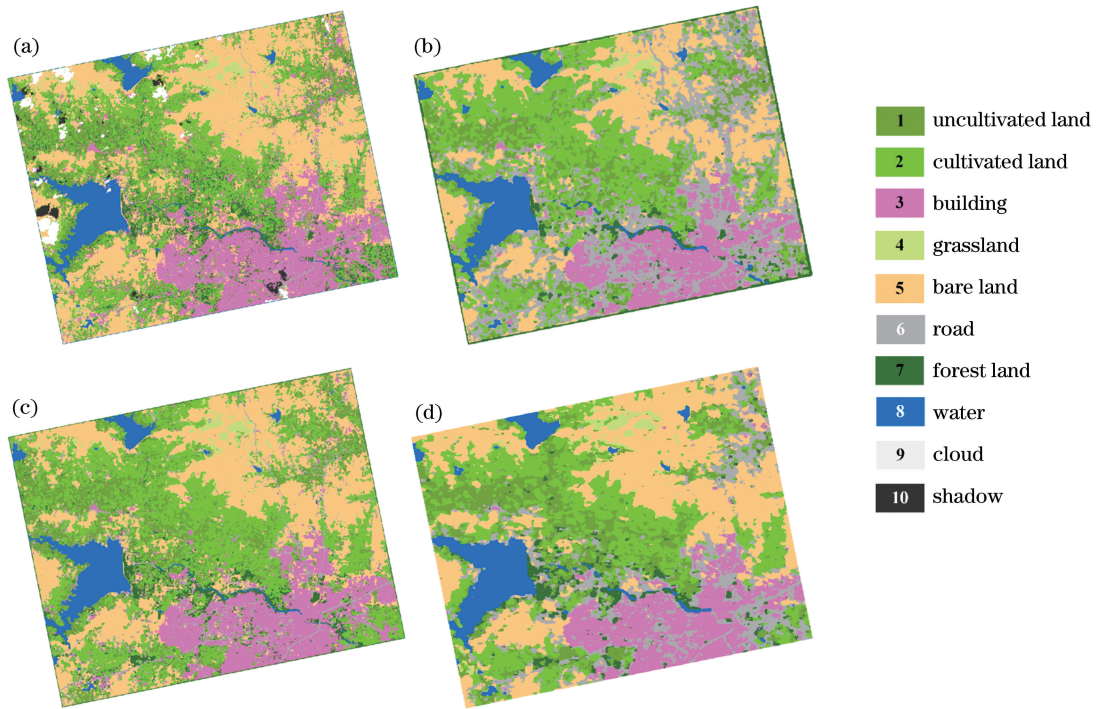 (a)
(b)
(c)
(d)
1 uncultivated land
2 cultivated land
3 building
4 grassland
5 bare land
6 road
7 forest land
8 water
9 cloud
10 shadow